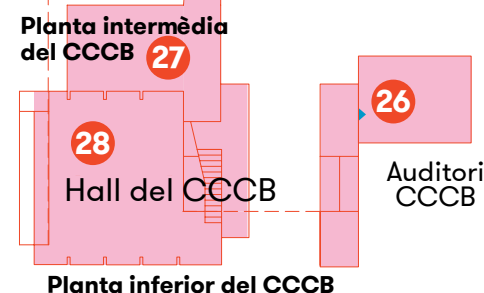 Planta intermèdia
del CCCB
27
26
28
Hall del CCCB
Auditori
CCCB
Planta inferior del CCCB